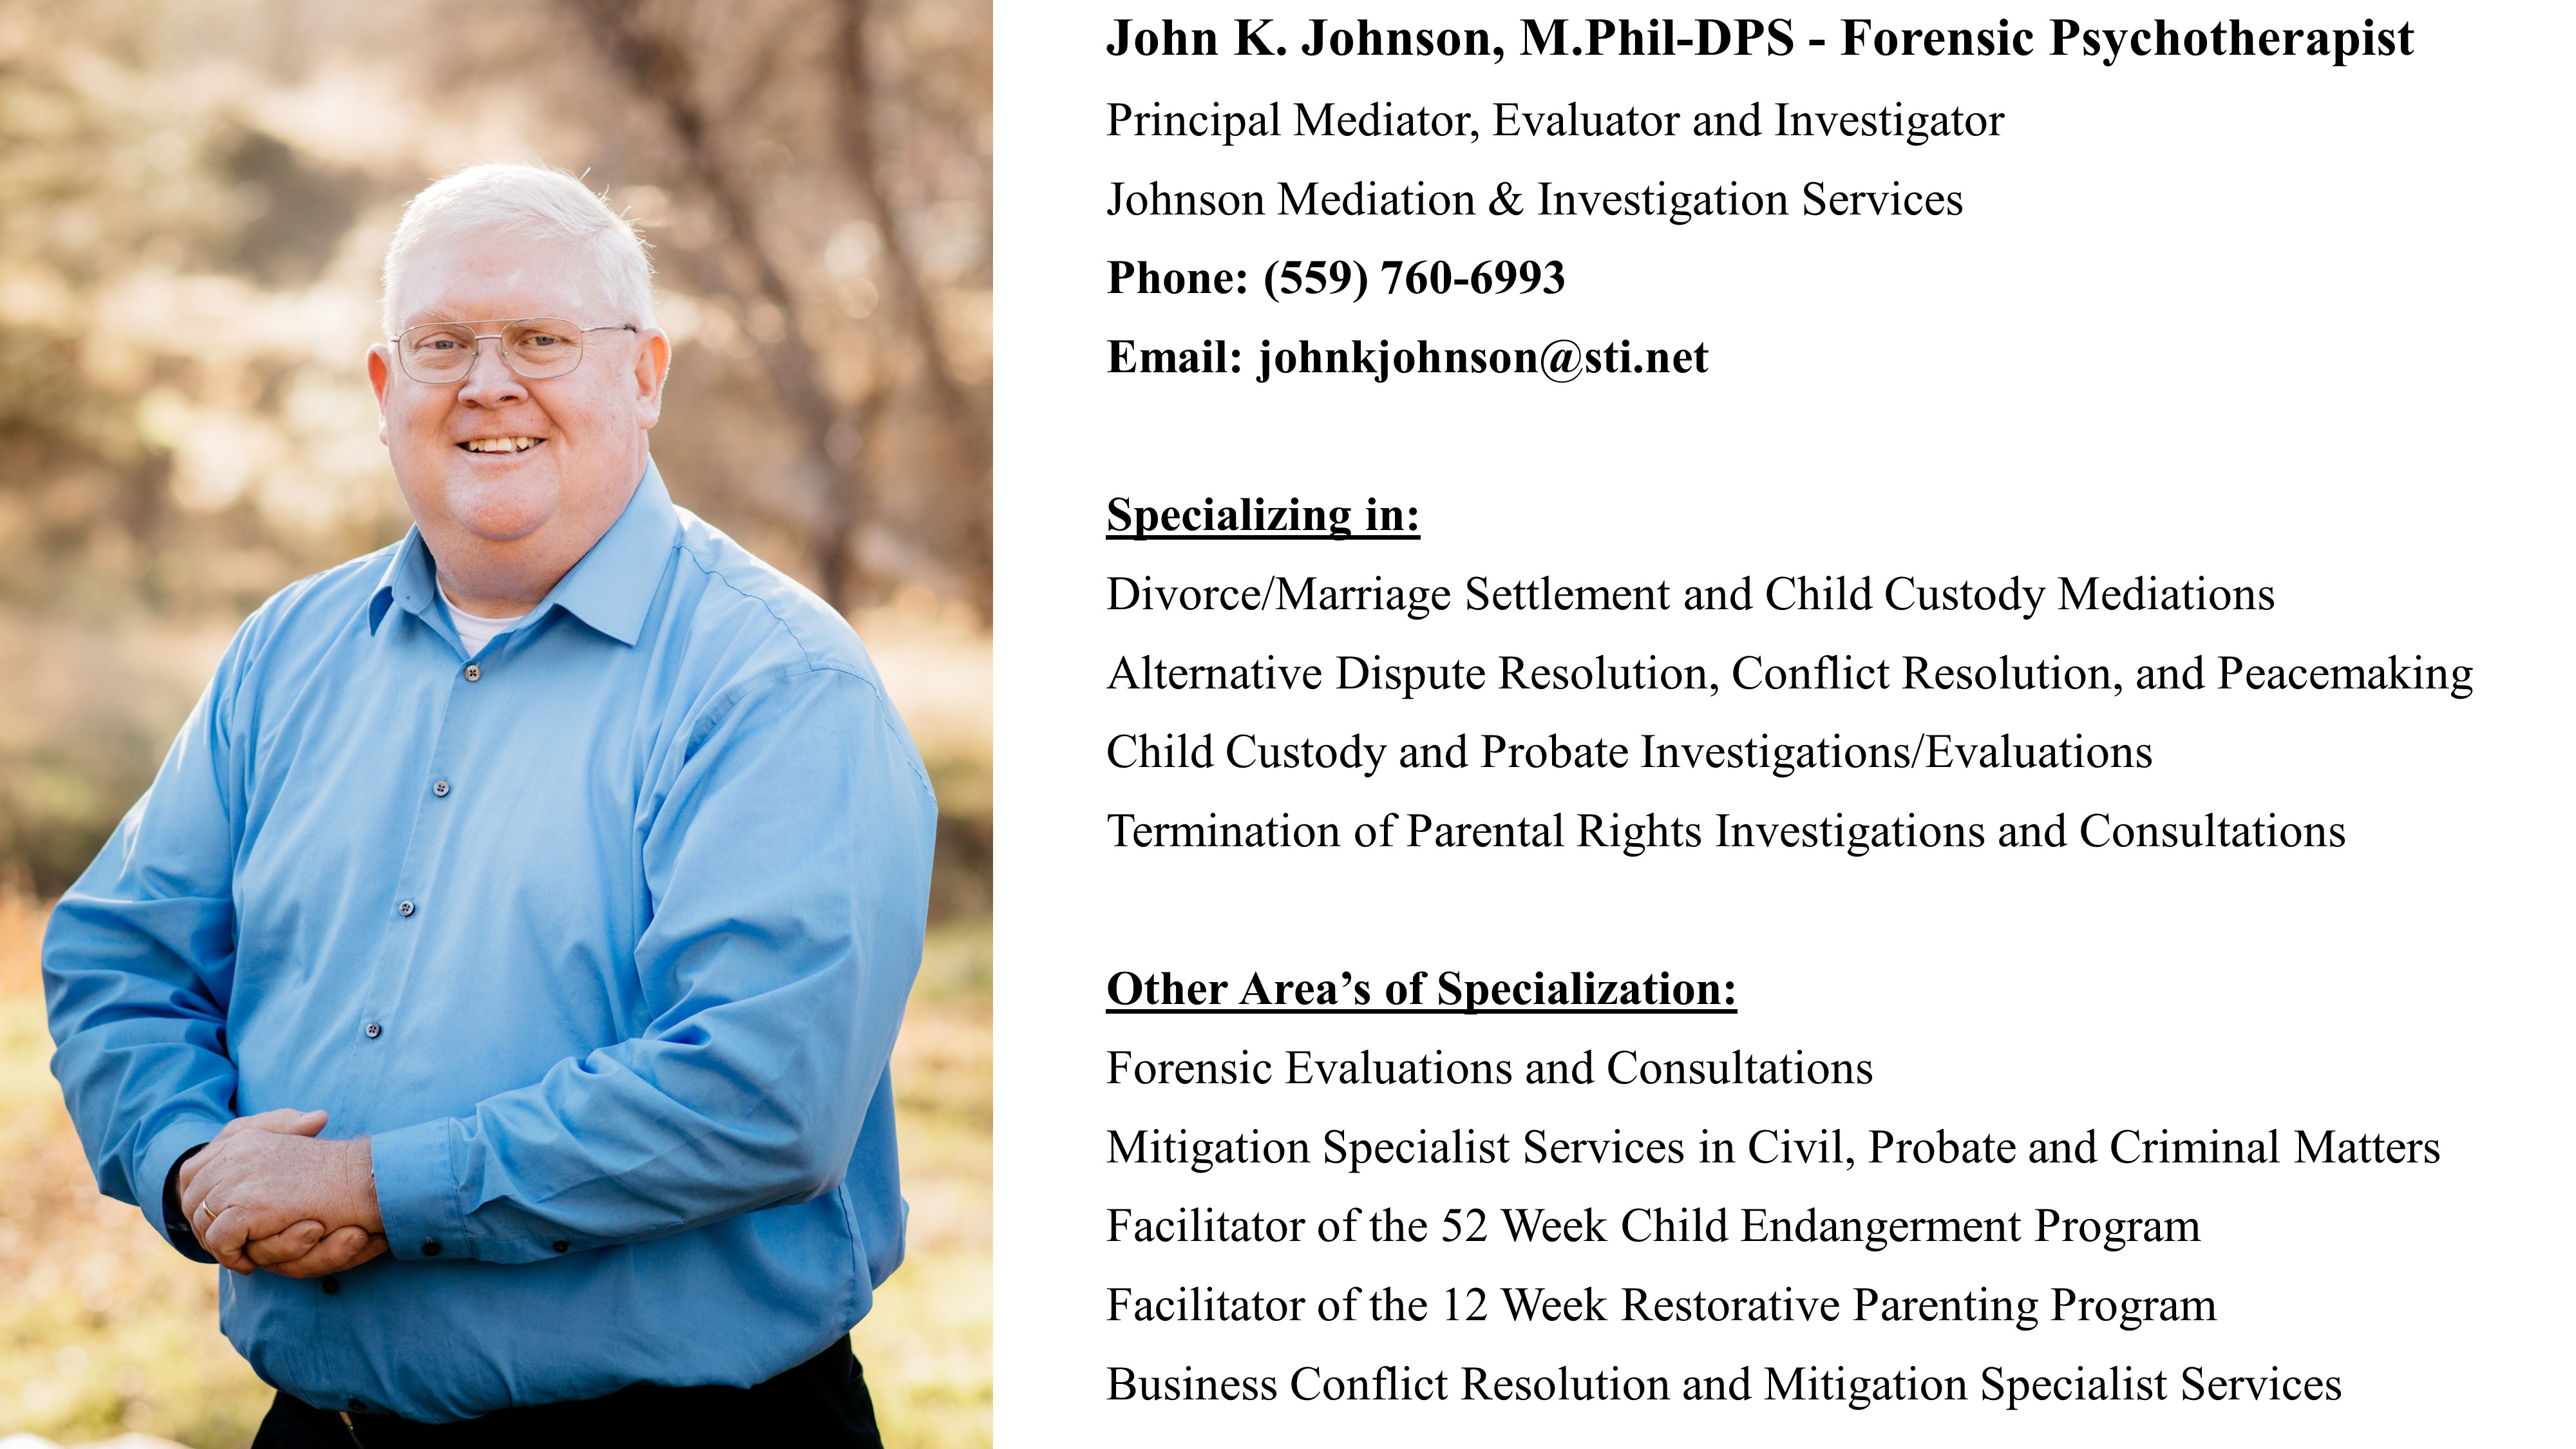 John K. Johnson, M.Phil-DPS - Forensic Psychotherapist
Principal Mediator, Evaluator and Investigator
Johnson Mediation & Investigation Services
Phone: (559) 760-6993
Email: johnkjohnson@sti.net
Specializing in:
Divorce/Marriage Settlement and Child Custody Mediations
Alternative Dispute Resolution, Conflict Resolution, and Peacemaking
Child Custody and Probate Investigations/Evaluations
Termination of Parental Rights Investigations and Consultations
Other Area’s of Specialization:
Forensic Evaluations and Consultations
Mitigation Specialist Services in Civil, Probate and Criminal Matters
Facilitator of the 52 Week Child Endangerment Program
Facilitator of the 12 Week Restorative Parenting Program
Business Conflict Resolution and Mitigation Specialist Services